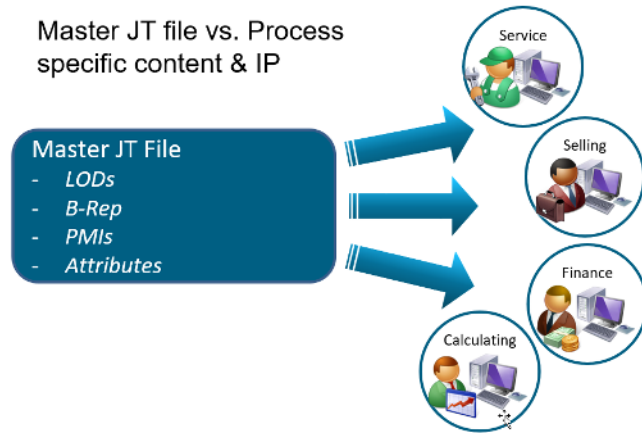 Master JT file vs. Process
specific content & IP
Service
Master JT File
- LODs
- B-Rep
- PMIs
- Attributes
Selling
Finance
Calculating